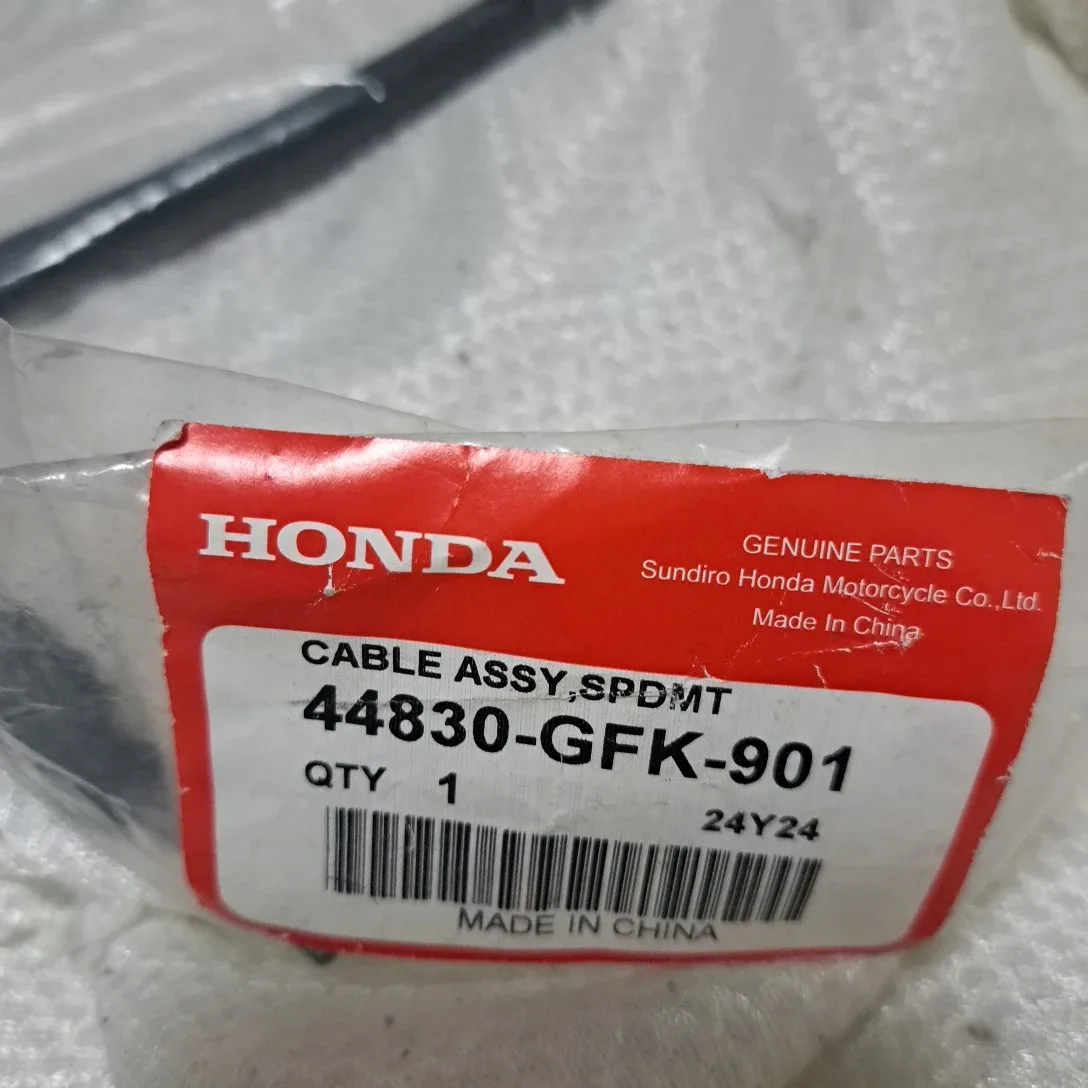 HONDA
GENUINE PARTS
Sundiro Honda Motorcycle Co.,Ltd.
Made In China
CABLE ASSY,SPDMT
44830-GFK-901
QTY 1
24Y24
MADE IN CHINA